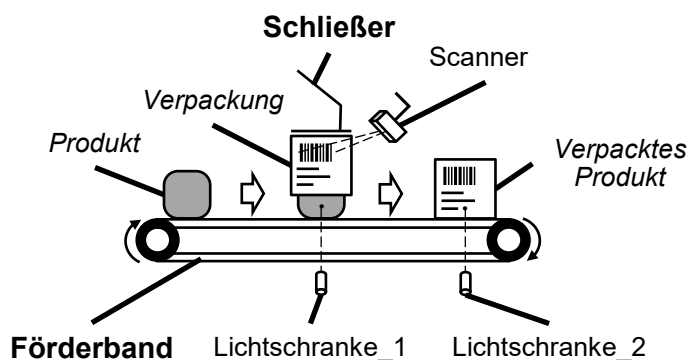 Schließer
Scanner
Verpackung
Produkt
Verpacktes
Produkt
Förderband
Lichtschranke_1
Lichtschranke_2